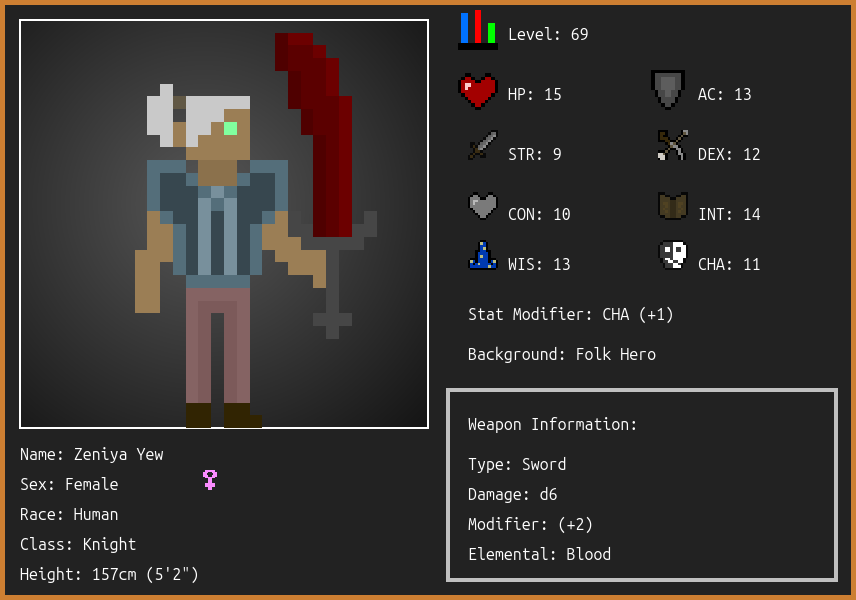 Level: 69
HP: 15
AC: 13
STR: 9
DEX: 12
CON: 10
INT: 14
WIS: 13
CHA: 11
Stat Modifier: CHA (+1)
Background: Folk Hero
Weapon Information:
Type: Sword
Damage: d6
Modifier: (+2)
Elemental: Blood
Name: Zeniya Yew
Sex: Female
Race: Human
Class: Knight
Height: 157cm (5'2")